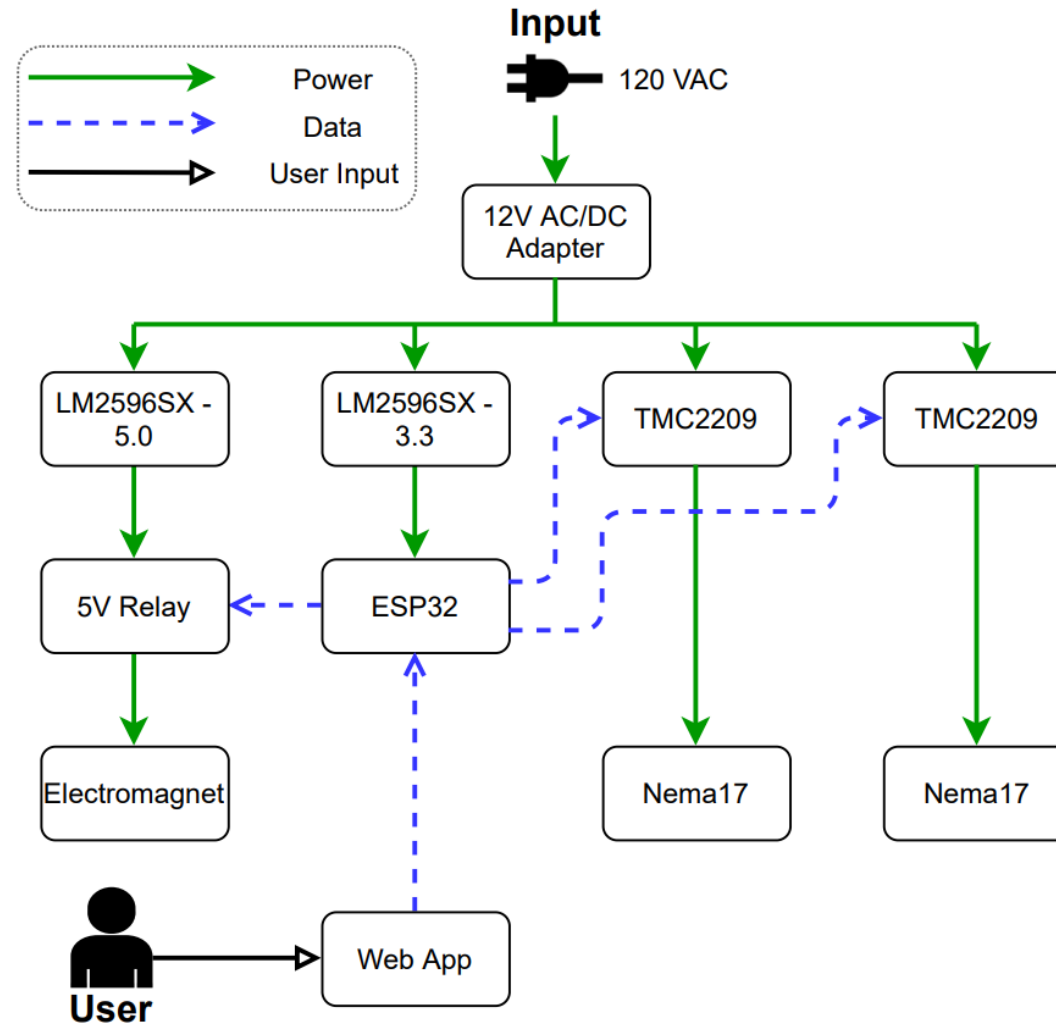 Input
120 VAC
Power
Data
User Input
12V AC/DC
Adapter
LM2596SX -
5.0
LM2596SX -
3.3
TMC2209
TMC2209
5V Relay
ESP32
Electromagnet
Nema17
Nema17
Web App
User